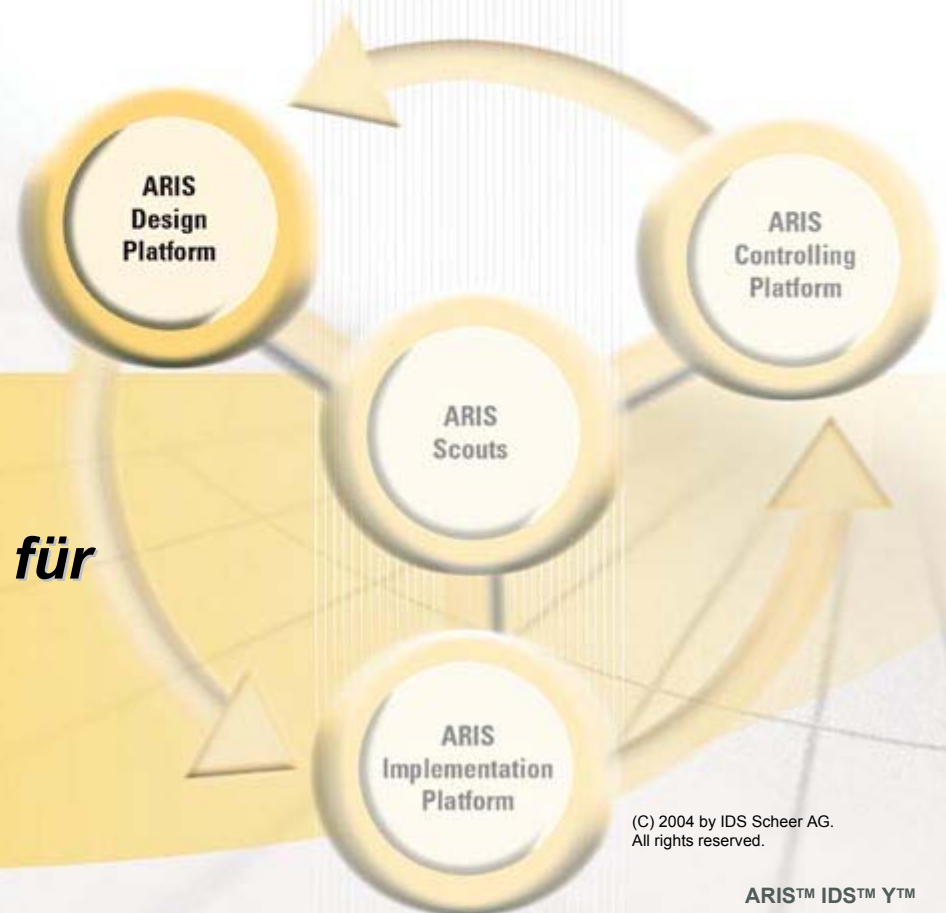 ARIS
Design
Platform
ARIS
Controlling
Platform
ARIS
Scouts
für
ARIS
Implementation
Platform
(C) 2004 by IDS Scheer AG.
All rights reserved.
ARIS™ IDS™ Y™